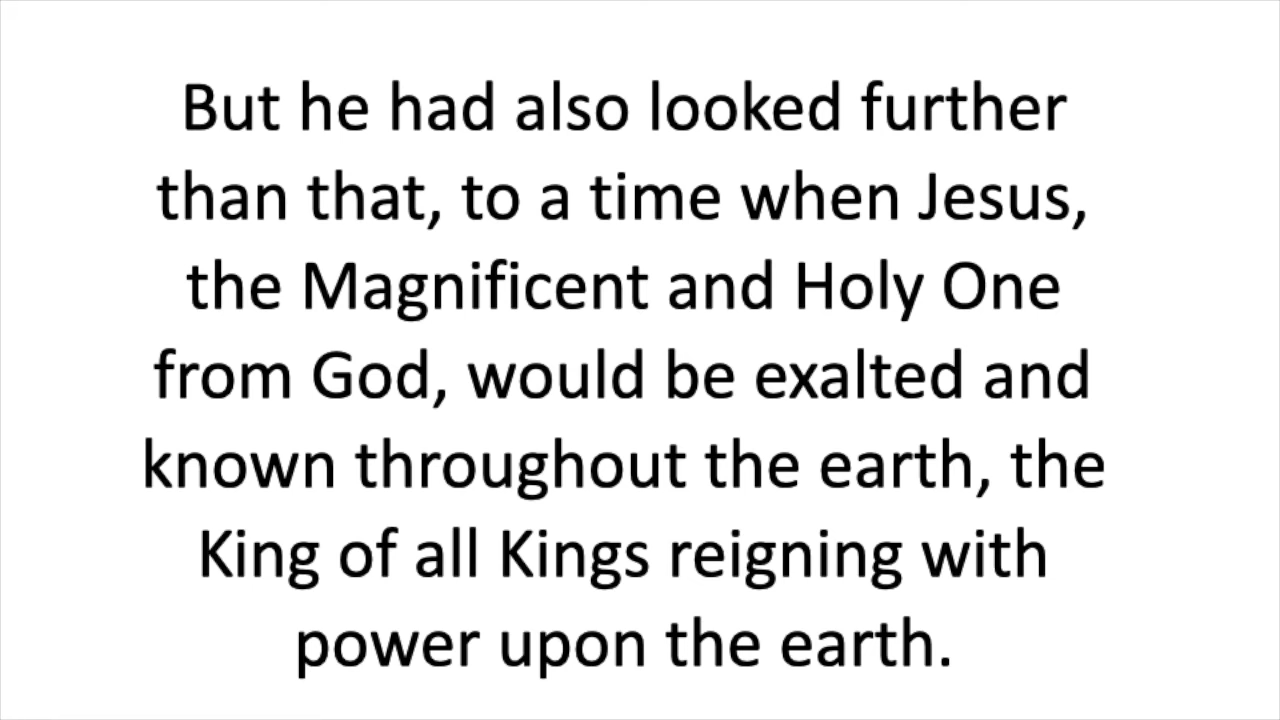 But he had also looked further
than that, to a time when Jesus,
the Magnificent and Holy One
from God, would be exalted and
known throughout the earth, the
King of all Kings reigning with
power upon the earth.